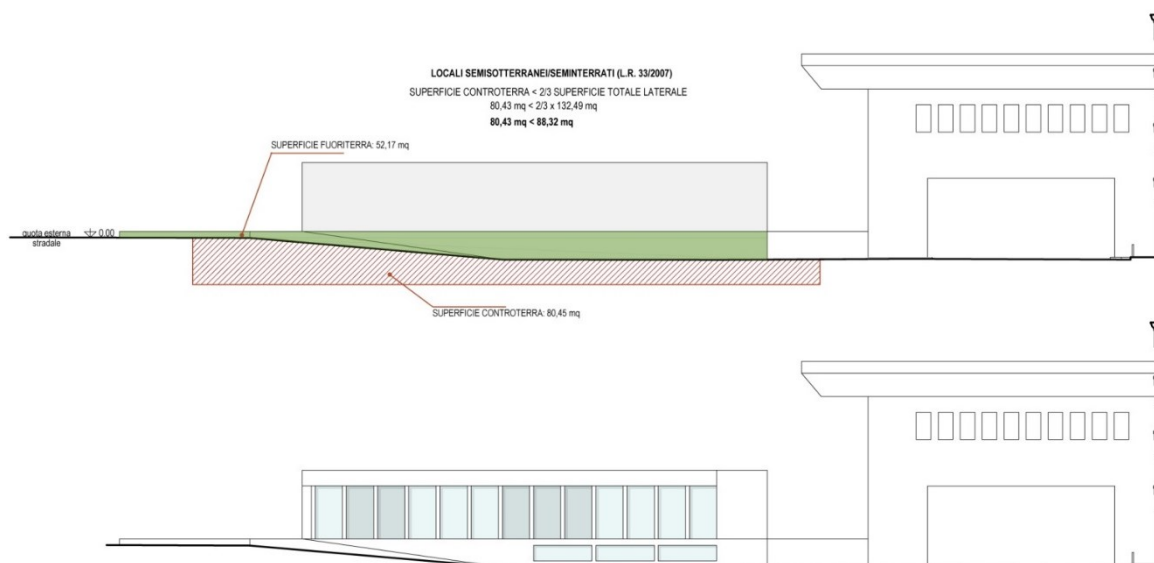 LOCALI SEMISOTTERRANEI/SEMINTERRATI (L.R. 33/2007)
SUPERFICIE CONTROTERRA < 2/3 SUPERFICIE TOTALE LATERALE
80,43 mq < 2/3 x 132,49 mq
80,43 mq < 88,32 mq
SUPERFICIE FUORITERRA: 52,17 mq
quota esterna
stradale
0.00
SUPERFICIE CONTROTERRA: 80,45 mq